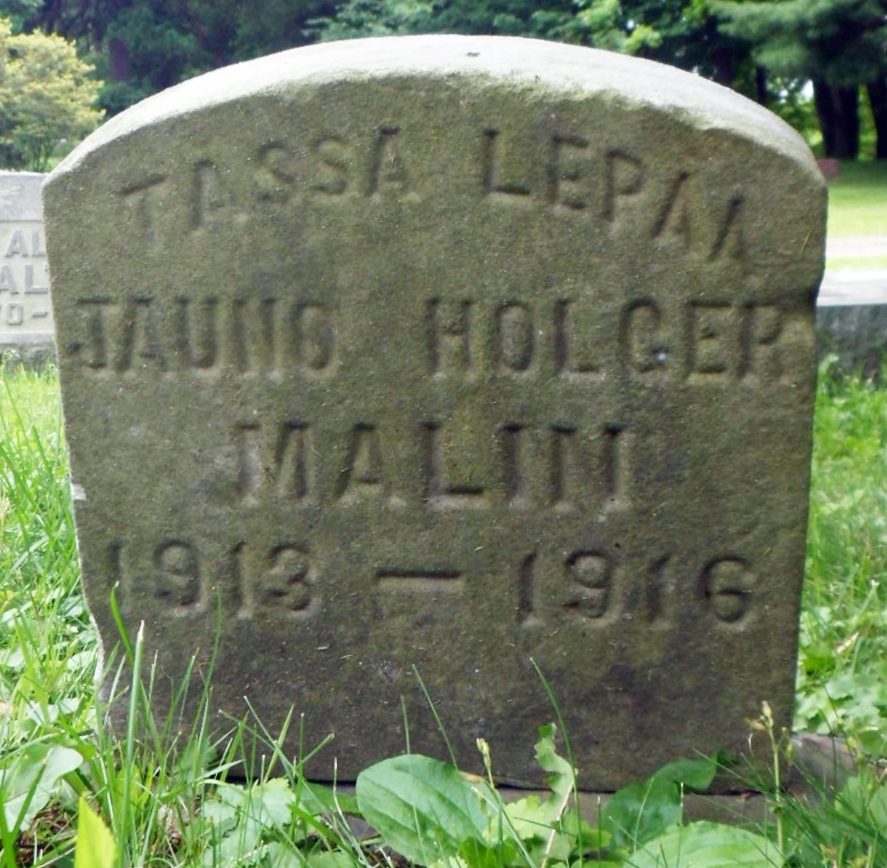 TASSA LEPAA
JAUNO HOLGER
MALIN
1913 — 1916